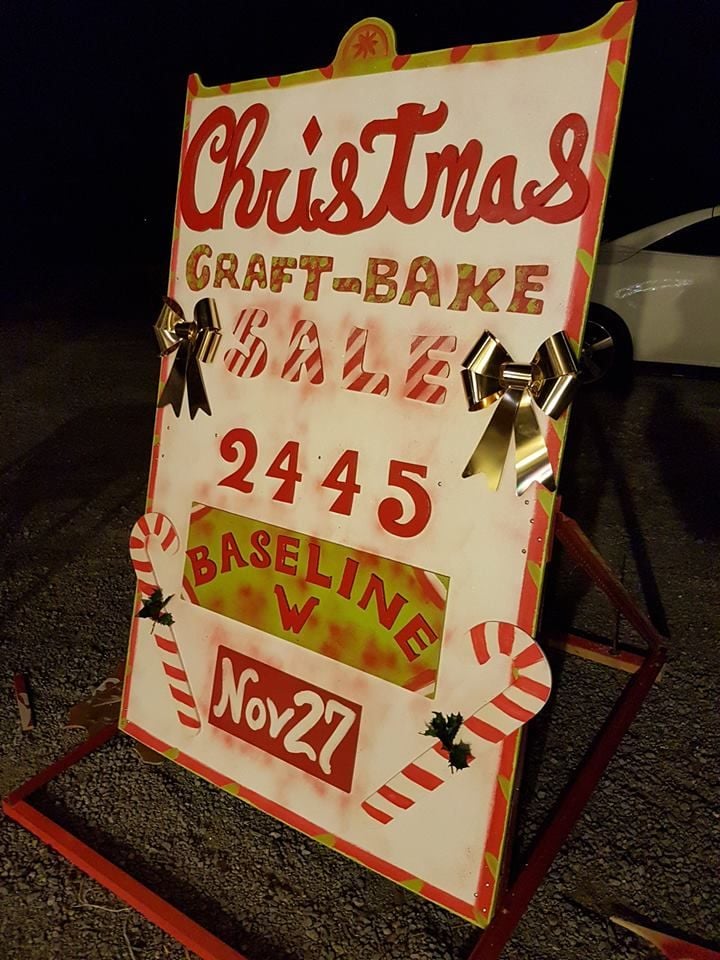 ChrisTmas
CRAFT-BAKE
SALE
2445
BASELINE
W
Nov27